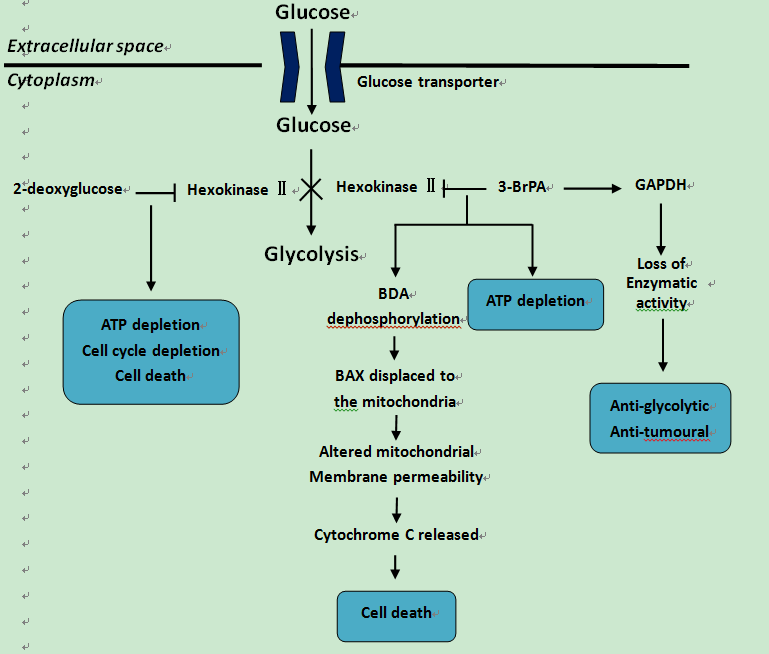 Glucose
Extracellular space
Cytoplasm
Glucose transporter
Glucose
2-deoxyglucose
Hexokinase Ⅱ
Hexokinase Ⅱ
3-BrPA
GAPDH
Glycolysis
Loss of
Enzymatic
activity
BDA
dephosphorylation
ATP depletion
ATP depletion
Cell cycle depletion
Cell death
BAX displaced to
the mitochondria
Anti-glycolytic
Anti-tumoural
Altered mitochondrial
Membrane permeability
Cytochrome C released
Cell death